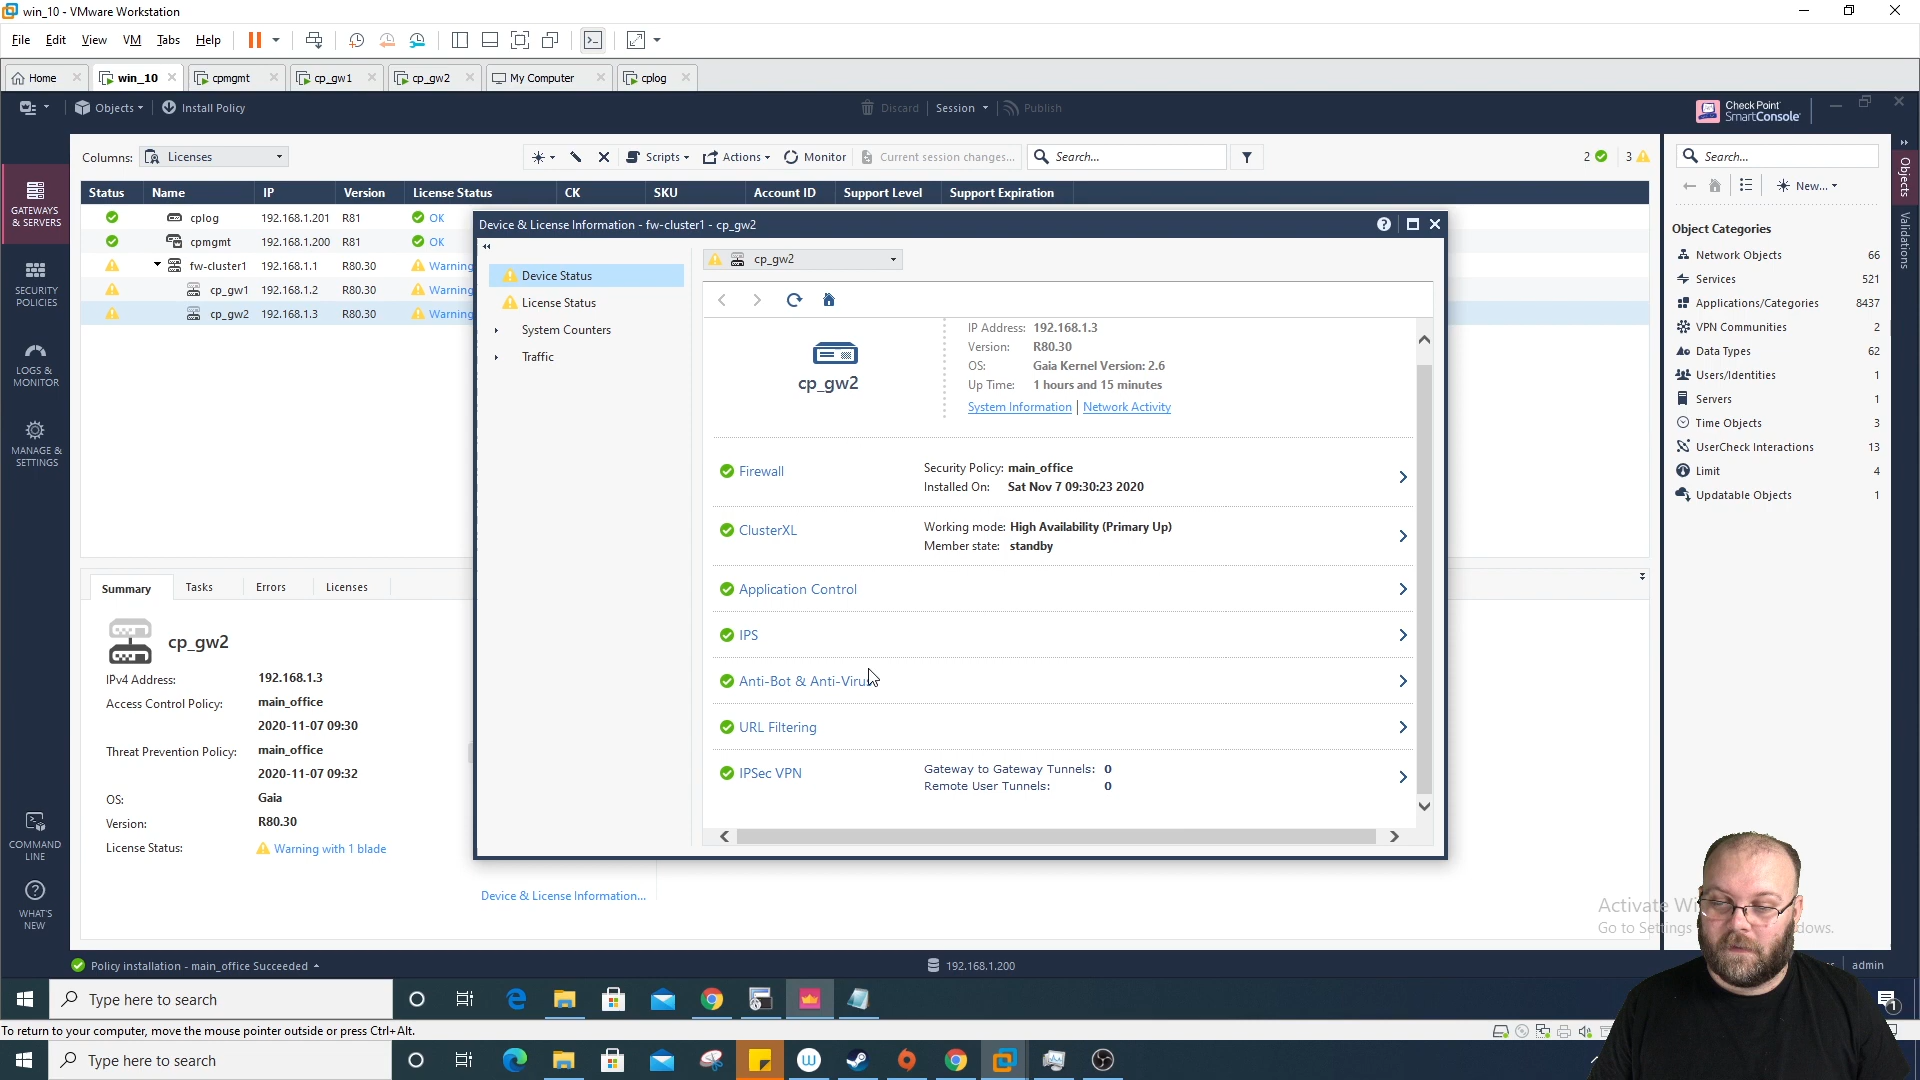 win_10 - VMware Workstation
File Edit View VM Tabs Help
Home win_10 cpmgmt cp_gw1 cp_gw2 My Computer cplog
Objects Install Policy Discard Session Publish Check Point SmartConsole
Columns: Licenses Scripts Actions Monitor Current session changes... Search... 2 3 Search...
Status Name IP Version License Status CK SKU Account ID Support Level Support Expiration
cplog 192.168.1.201 R81 OK
cpmgmt 192.168.1.200 R81 OK
fw-cluster1 192.168.1.1 R80.30 Warning
cp_gw1 192.168.1.2 R80.30 Warning
cp_gw2 192.168.1.3 R80.30 Warning
GATEWAYS & SERVERS
SECURITY POLICIES
LOGS & MONITOR
MANAGE & SETTINGS
COMMAND LINE
WHAT'S NEW
Device & License Information - fw-cluster1 - cp_gw2
Device Status
License Status
System Counters
Traffic
cp_gw2
cp_gw2
IP Address: 192.168.1.3
Version: R80.30
OS: Gaia Kernel Version: 2.6
Up Time: 1 hours and 15 minutes
System Information | Network Activity
Firewall
Security Policy: main_office
Installed On: Sat Nov 7 09:30:23 2020
ClusterXL
Working mode: High Availability (Primary Up)
Member state: standby
Application Control
IPS
Anti-Bot & Anti-Virus
URL Filtering
IPSec VPN
Gateway to Gateway Tunnels: 0
Remote User Tunnels: 0
Summary Tasks Errors Licenses
cp_gw2
IPv4 Address: 192.168.1.3
Access Control Policy: main_office
2020-11-07 09:30
Threat Prevention Policy: main_office
2020-11-07 09:32
OS: Gaia
Version: R80.30
License Status: Warning with 1 blade
Device & License Information...
New...
Object Categories
Network Objects 66
Services 521
Applications/Categories 8437
VPN Communities 2
Data Types 62
Users/Identities 1
Servers 1
Time Objects 3
UserCheck Interactions 13
Limit 4
Updatable Objects 1
Objects
Validations
Activate Wi
Go to Settings dows.
Policy installation - main_office Succeeded 192.168.1.200 admin
Type here to search 1
To return to your computer, move the mouse pointer outside or press Ctrl+Alt.
Type here to search